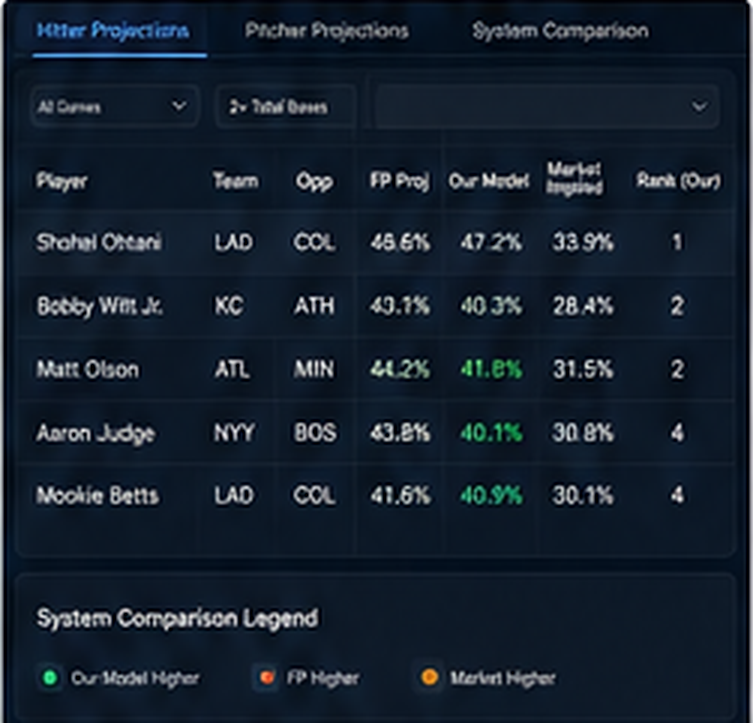 Hitter Projections Pitcher Projections System Comparison
All Games 2+ Total Bases
Player Team Opp FP Proj Our Model Market Implied Rank (Our)
Shohei Ohtani LAD COL 46.6% 47.2% 33.9% 1
Bobby Witt Jr. KC ATH 43.1% 40.3% 28.4% 2
Matt Olson ATL MIN 44.2% 41.8% 31.5% 2
Aaron Judge NYY BOS 43.8% 40.1% 30.8% 4
Mookie Betts LAD COL 41.6% 40.9% 30.1% 4
System Comparison Legend
Our Model Higher FP Higher Market Higher